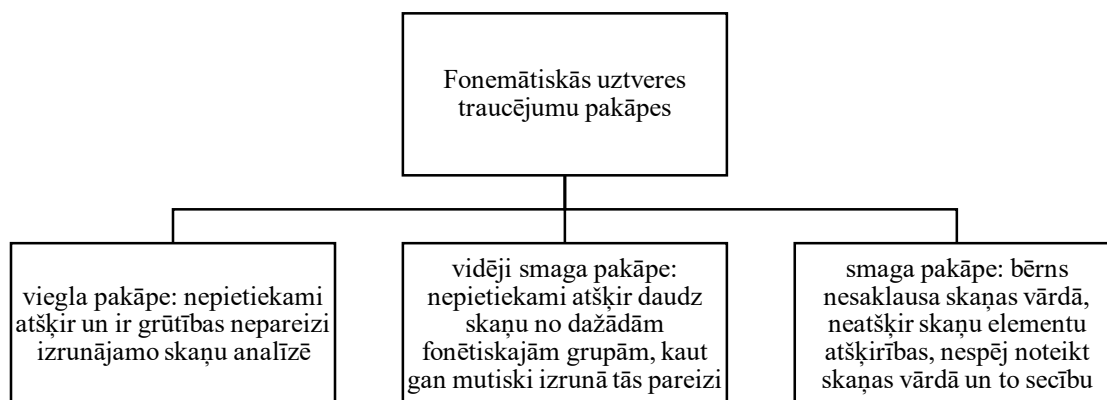 Fonemātiskās uztveres
traucējumu pakāpes
viegla pakāpe: nepietiekami
atšķir un ir grūtības nepareizi
izrunājamo skaņu analīzē
vidēji smaga pakāpe:
nepietiekami atšķir daudz
skaņu no dažādām
fonētiskajām grupām, kaut
gan mutiski izrunā tās pareizi
smaga pakāpe: bērns
nesaklausa skaņas vārdā,
neatšķir skaņu elementu
atšķirības, nespēj noteikt
skaņas vārdā un to secību